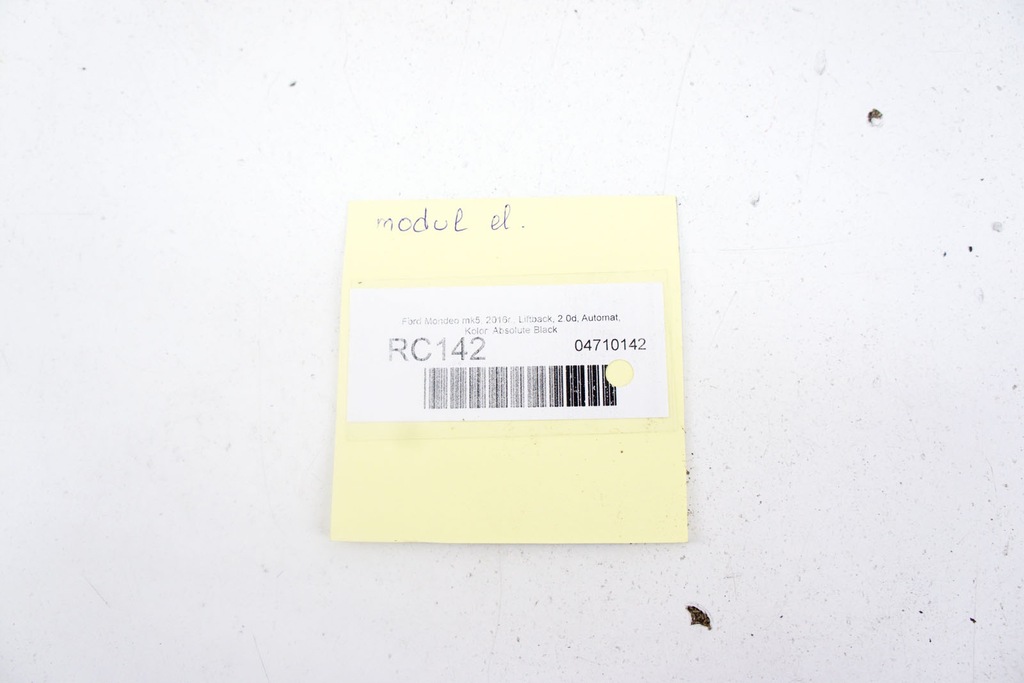 modul el.
Ford Mondeo mk5, 2016r., Liftback, 2.0d, Automat,
Kolor: Absolute Black
RC142 04710142